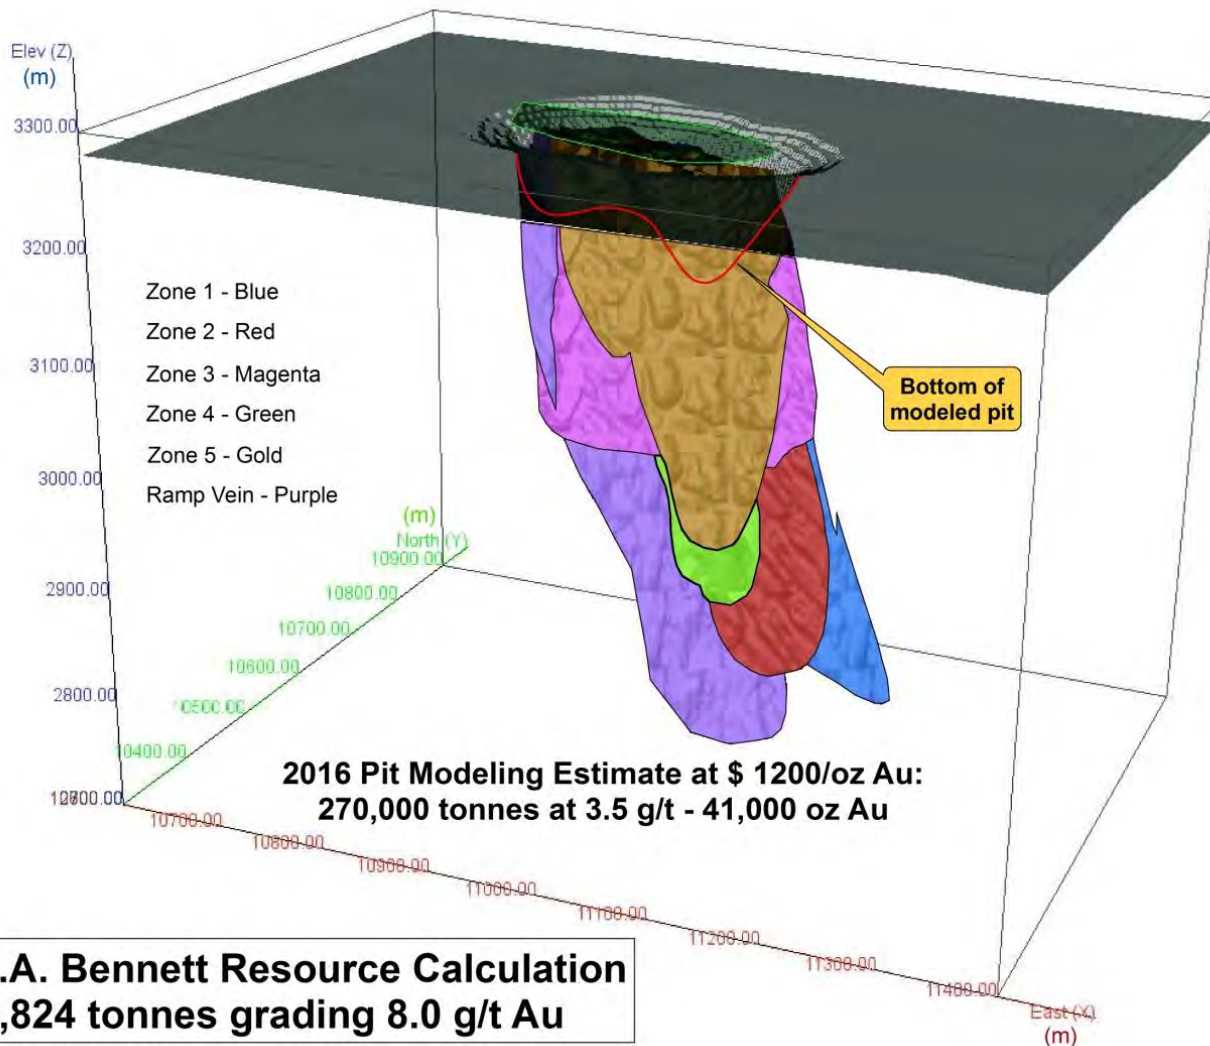 Elev (Z)
(m)
3300.00
3200.00
3100.00
3000.00
2900.00
2800.00
Zone 1 - Blue
Zone 2 - Red
Zone 3 - Magenta
Zone 4 - Green
Zone 5 - Gold
Ramp Vein - Purple
Bottom of
modeled pit
(m)
North (Y)
10900.00
10800.00
10700.00
10600.00
10500.00
10400.00
2016 Pit Modeling Estimate at $ 1200/oz Au:
270,000 tonnes at 3.5 g/t - 41,000 oz Au
10700.00
10800.00
10900.00
11000.00
11100.00
11200.00
11300.00
11400.00
East (X)
(m)
.A. Bennett Resource Calculation
,824 tonnes grading 8.0 g/t Au